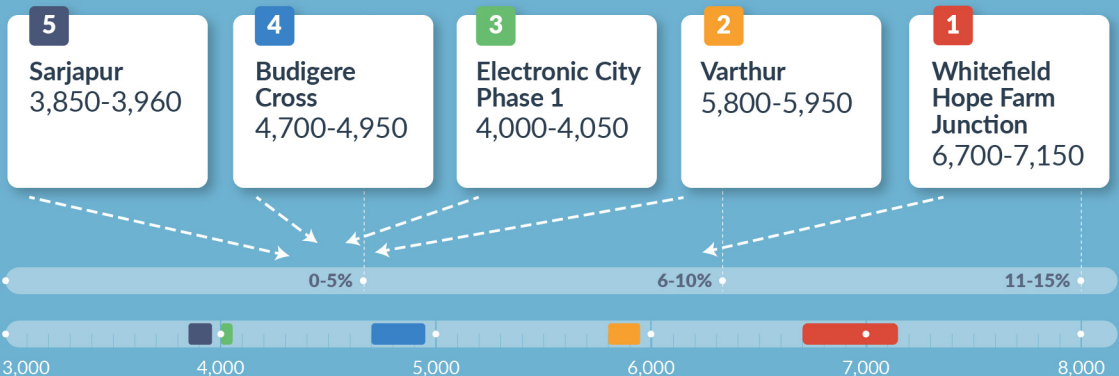 5
Sarjapur
3,850-3,960
4
Budigere
Cross
4,700-4,950
3
Electronic City
Phase 1
4,000-4,050
2
Varthur
5,800-5,950
1
Whitefield
Hope Farm
Junction
6,700-7,150
0-5% 6-10% 11-15%
3,000 4,000 5,000 6,000 7,000 8,000